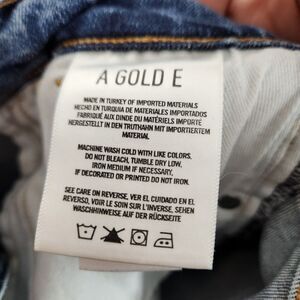 A GOLD E
MADE IN TURKEY OF IMPORTED MATERIALS
HECHO EN TURQUIA DE MATERIALES IMPORTADOS
FABRIQUÉ AUX DINDE DU MATÉRIELS IMPORTÉ
HERGESTELLT IN DEN TRUTHAHN MIT IMPORTIERTEM
MATERIAL
MACHINE WASH COLD WITH LIKE COLORS.
DO NOT BLEACH, TUMBLE DRY LOW.
IRON MEDIUM IF NECESSARY,
IF DECORATED OR PAINTED DO NOT IRON.
SEE CARE ON REVERSE. VER EL CUIDADO EN EL
REVERSO, VOIR LE SOIN SUR L'INVERSE, SEHEN
WASCHHINWEISE AUF DER RÜCKSEITE